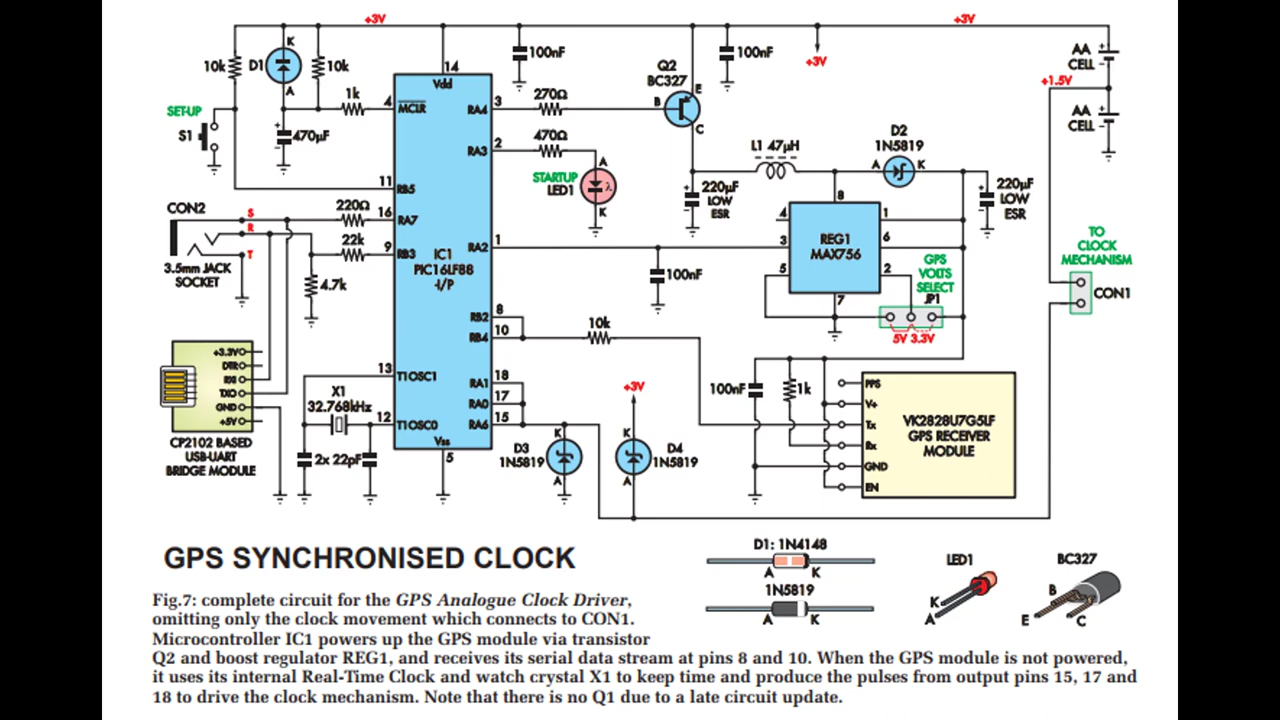 +3V
+3V
10k
D1
K
A
10k
1k
SET-UP
S1
470µF
+
14
Vdd
100nF
Q2
BC327
E
B
C
100nF
+3V
AA
CELL
+1.5V
AA
CELL
4
MCLR
RA4
3
270Ω
RA3
2
470Ω
STARTUP
LED1
A
λ
K
L1 47µH
D2
1N5819
A
K
220µF
LOW
ESR
220µF
LOW
ESR
11
RB5
CON2
S
R
T
3.5mm JACK
SOCKET
220Ω
16
RA7
22k
9
RB3
4.7k
IC1
PIC16LF88
-I/P
RA2
1
100nF
8
4
1
3
REG1
MAX756
6
5
2
7
GPS
VOLTS
SELECT
JP1
5V 3.3V
TO
CLOCK
MECHANISM
CON1
RB2
8
RB4
10
10k
+3.3V
DTR
RXI
TXO
GND
+5V
CP2102 BASED
USB-UART
BRIDGE MODULE
13
T1OSC1
X1
32.768kHz
12
T1OSC0
2x 22pF
Vss
5
RA1
18
RA0
17
RA6
15
+3V
D3
1N5819
K
A
D4
1N5819
K
A
100nF
1k
PPS
V+
Tx
Rx
GND
EN
VK2828U7G5LF
GPS RECEIVER
MODULE
GPS SYNCHRONISED CLOCK
D1: 1N4148
A K
1N5819
A K
LED1
K
A
BC327
B
E
C
Fig.7: complete circuit for the GPS Analogue Clock Driver,
omitting only the clock movement which connects to CON1.
Microcontroller IC1 powers up the GPS module via transistor
Q2 and boost regulator REG1, and receives its serial data stream at pins 8 and 10. When the GPS module is not powered,
it uses its internal Real-Time Clock and watch crystal X1 to keep time and produce the pulses from output pins 15, 17 and
18 to drive the clock mechanism. Note that there is no Q1 due to a late circuit update.